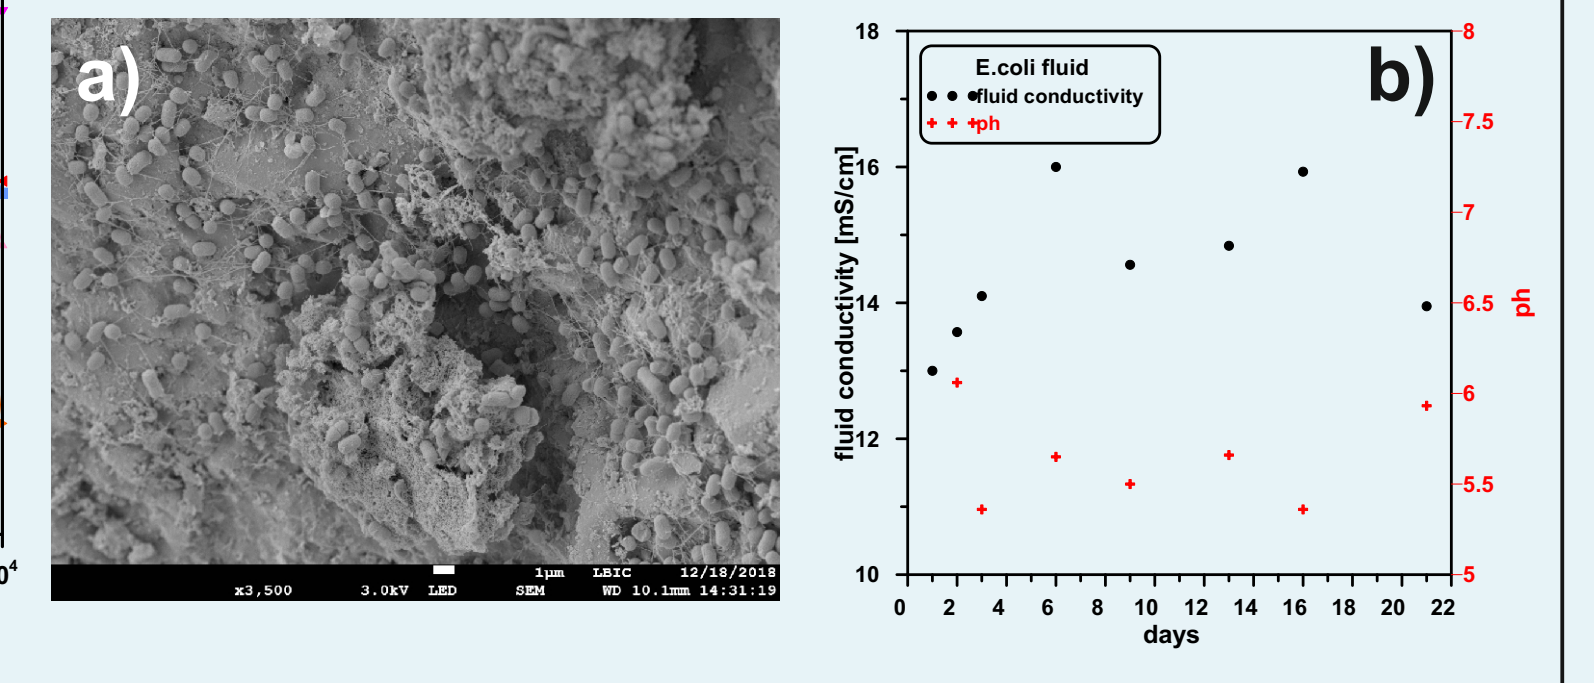 0⁴
a)
1μm LBIC 12/18/2018
x3,500 3.0kV LED SEM WD 10.1mm 14:31:19
b)
E.coli fluid
fluid conductivity
ph
fluid conductivity [mS/cm]
18
16
14
12
10
8
7.5
7
6.5
6
5.5
5
ph
0 2 4 6 8 10 12 14 16 18 20 22
days